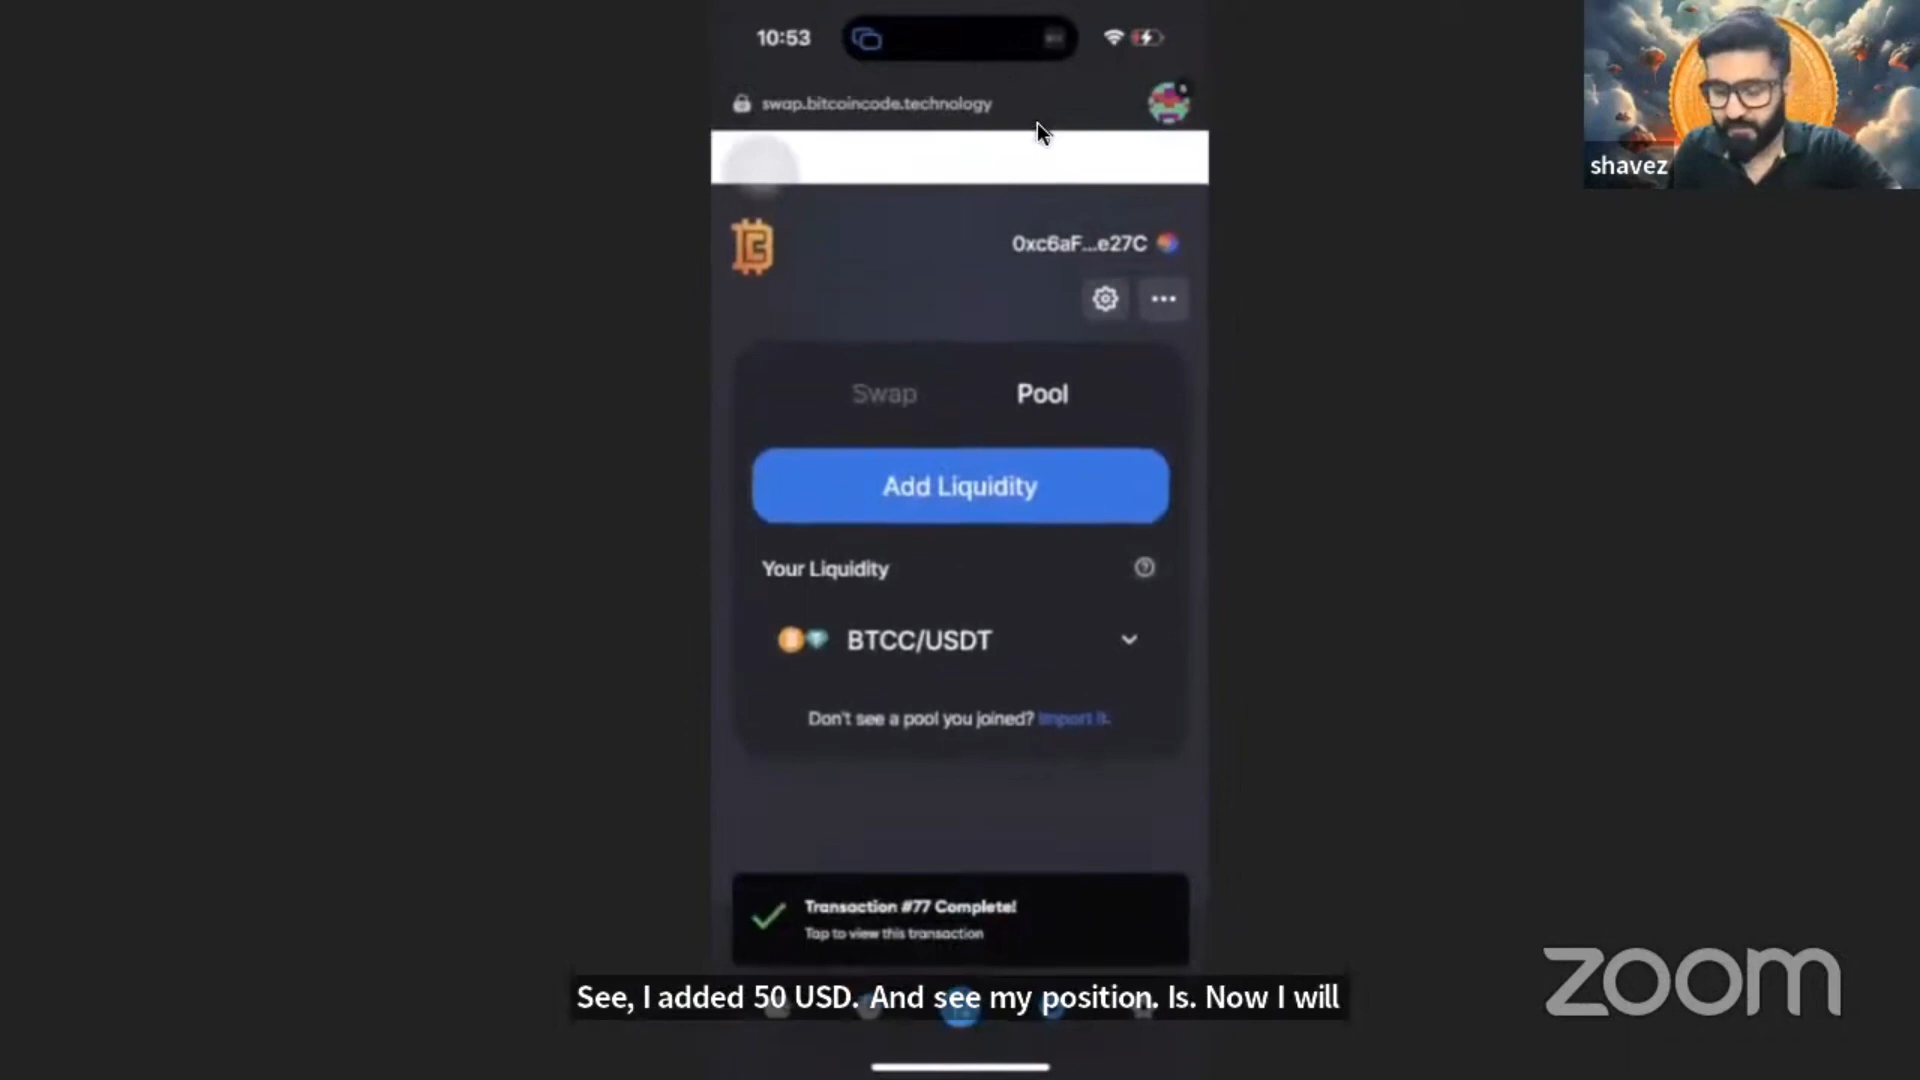 10:53
swap.bitcoincode.technology
shavez
0xc6aF...e27C
Swap Pool
Add Liquidity
Your Liquidity
BTCC/USDT
Don't see a pool you joined? Import it.
Transaction #77 Complete!
Tap to view this transaction
See, I added 50 USD. And see my position. Is. Now I will
zoom